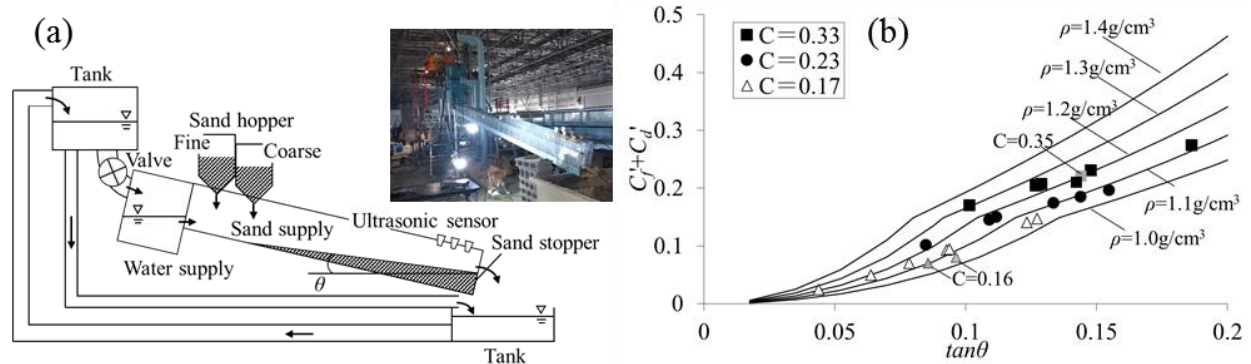 (a)
Tank
Valve
Sand hopper
Fine
Coarse
Ultrasonic sensor
Sand supply
Sand stopper
Water supply
θ
Tank
(b)
C=0.33
C=0.23
C=0.17
ρ=1.4g/cm³
ρ=1.3g/cm³
ρ=1.2g/cm³
C=0.35
ρ=1.1g/cm³
ρ=1.0g/cm³
C=0.16
Cf'+Cd'
0.5
0.4
0.3
0.2
0.1
0
0 0.05 0.1 0.15 0.2
tanθ